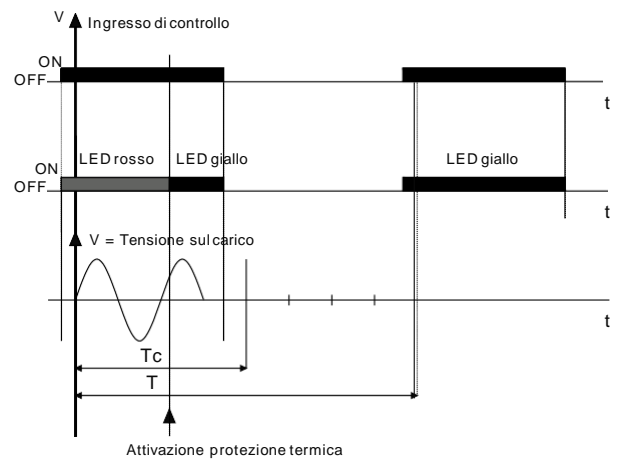 V Ingresso di controllo
ON
OFF
t
LED rosso LED giallo LED giallo
ON
OFF
t
V = Tensione sul carico
t
Tc
T
Attivazione protezione termica